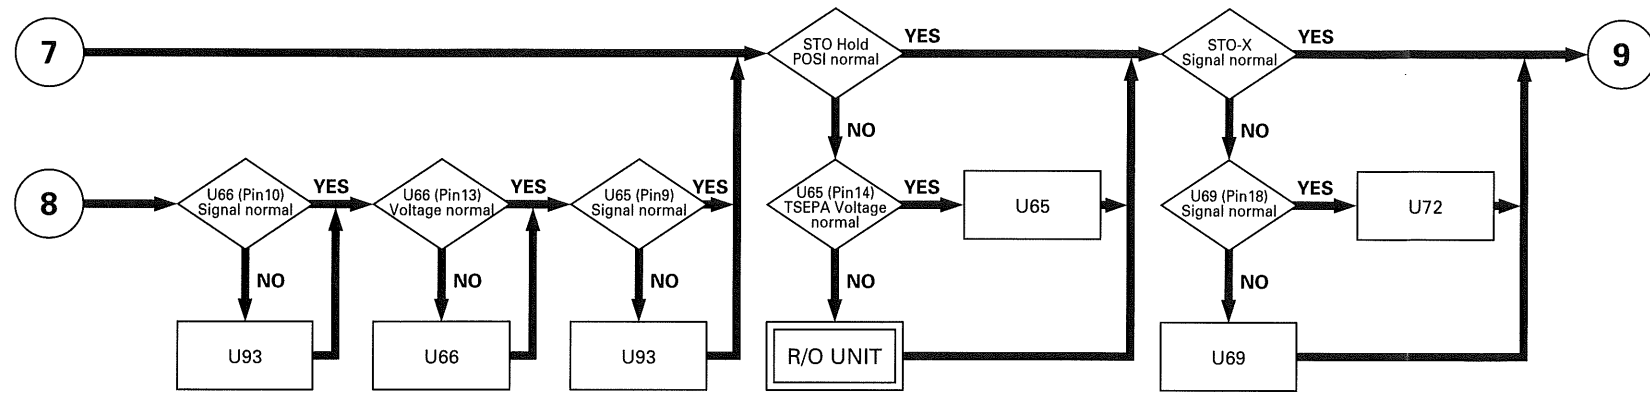 7
STO Hold
POSI normal
YES
STO-X
Signal normal
YES
9
NO
NO
8
U66 (Pin10)
Signal normal
YES
U66 (Pin13)
Voltage normal
YES
U65 (Pin9)
Signal normal
YES
U65 (Pin14)
TSEPA Voltage
normal
YES
U65
U69 (Pin18)
Signal normal
YES
U72
NO
NO
NO
NO
NO
U93
U66
U93
R/O UNIT
U69